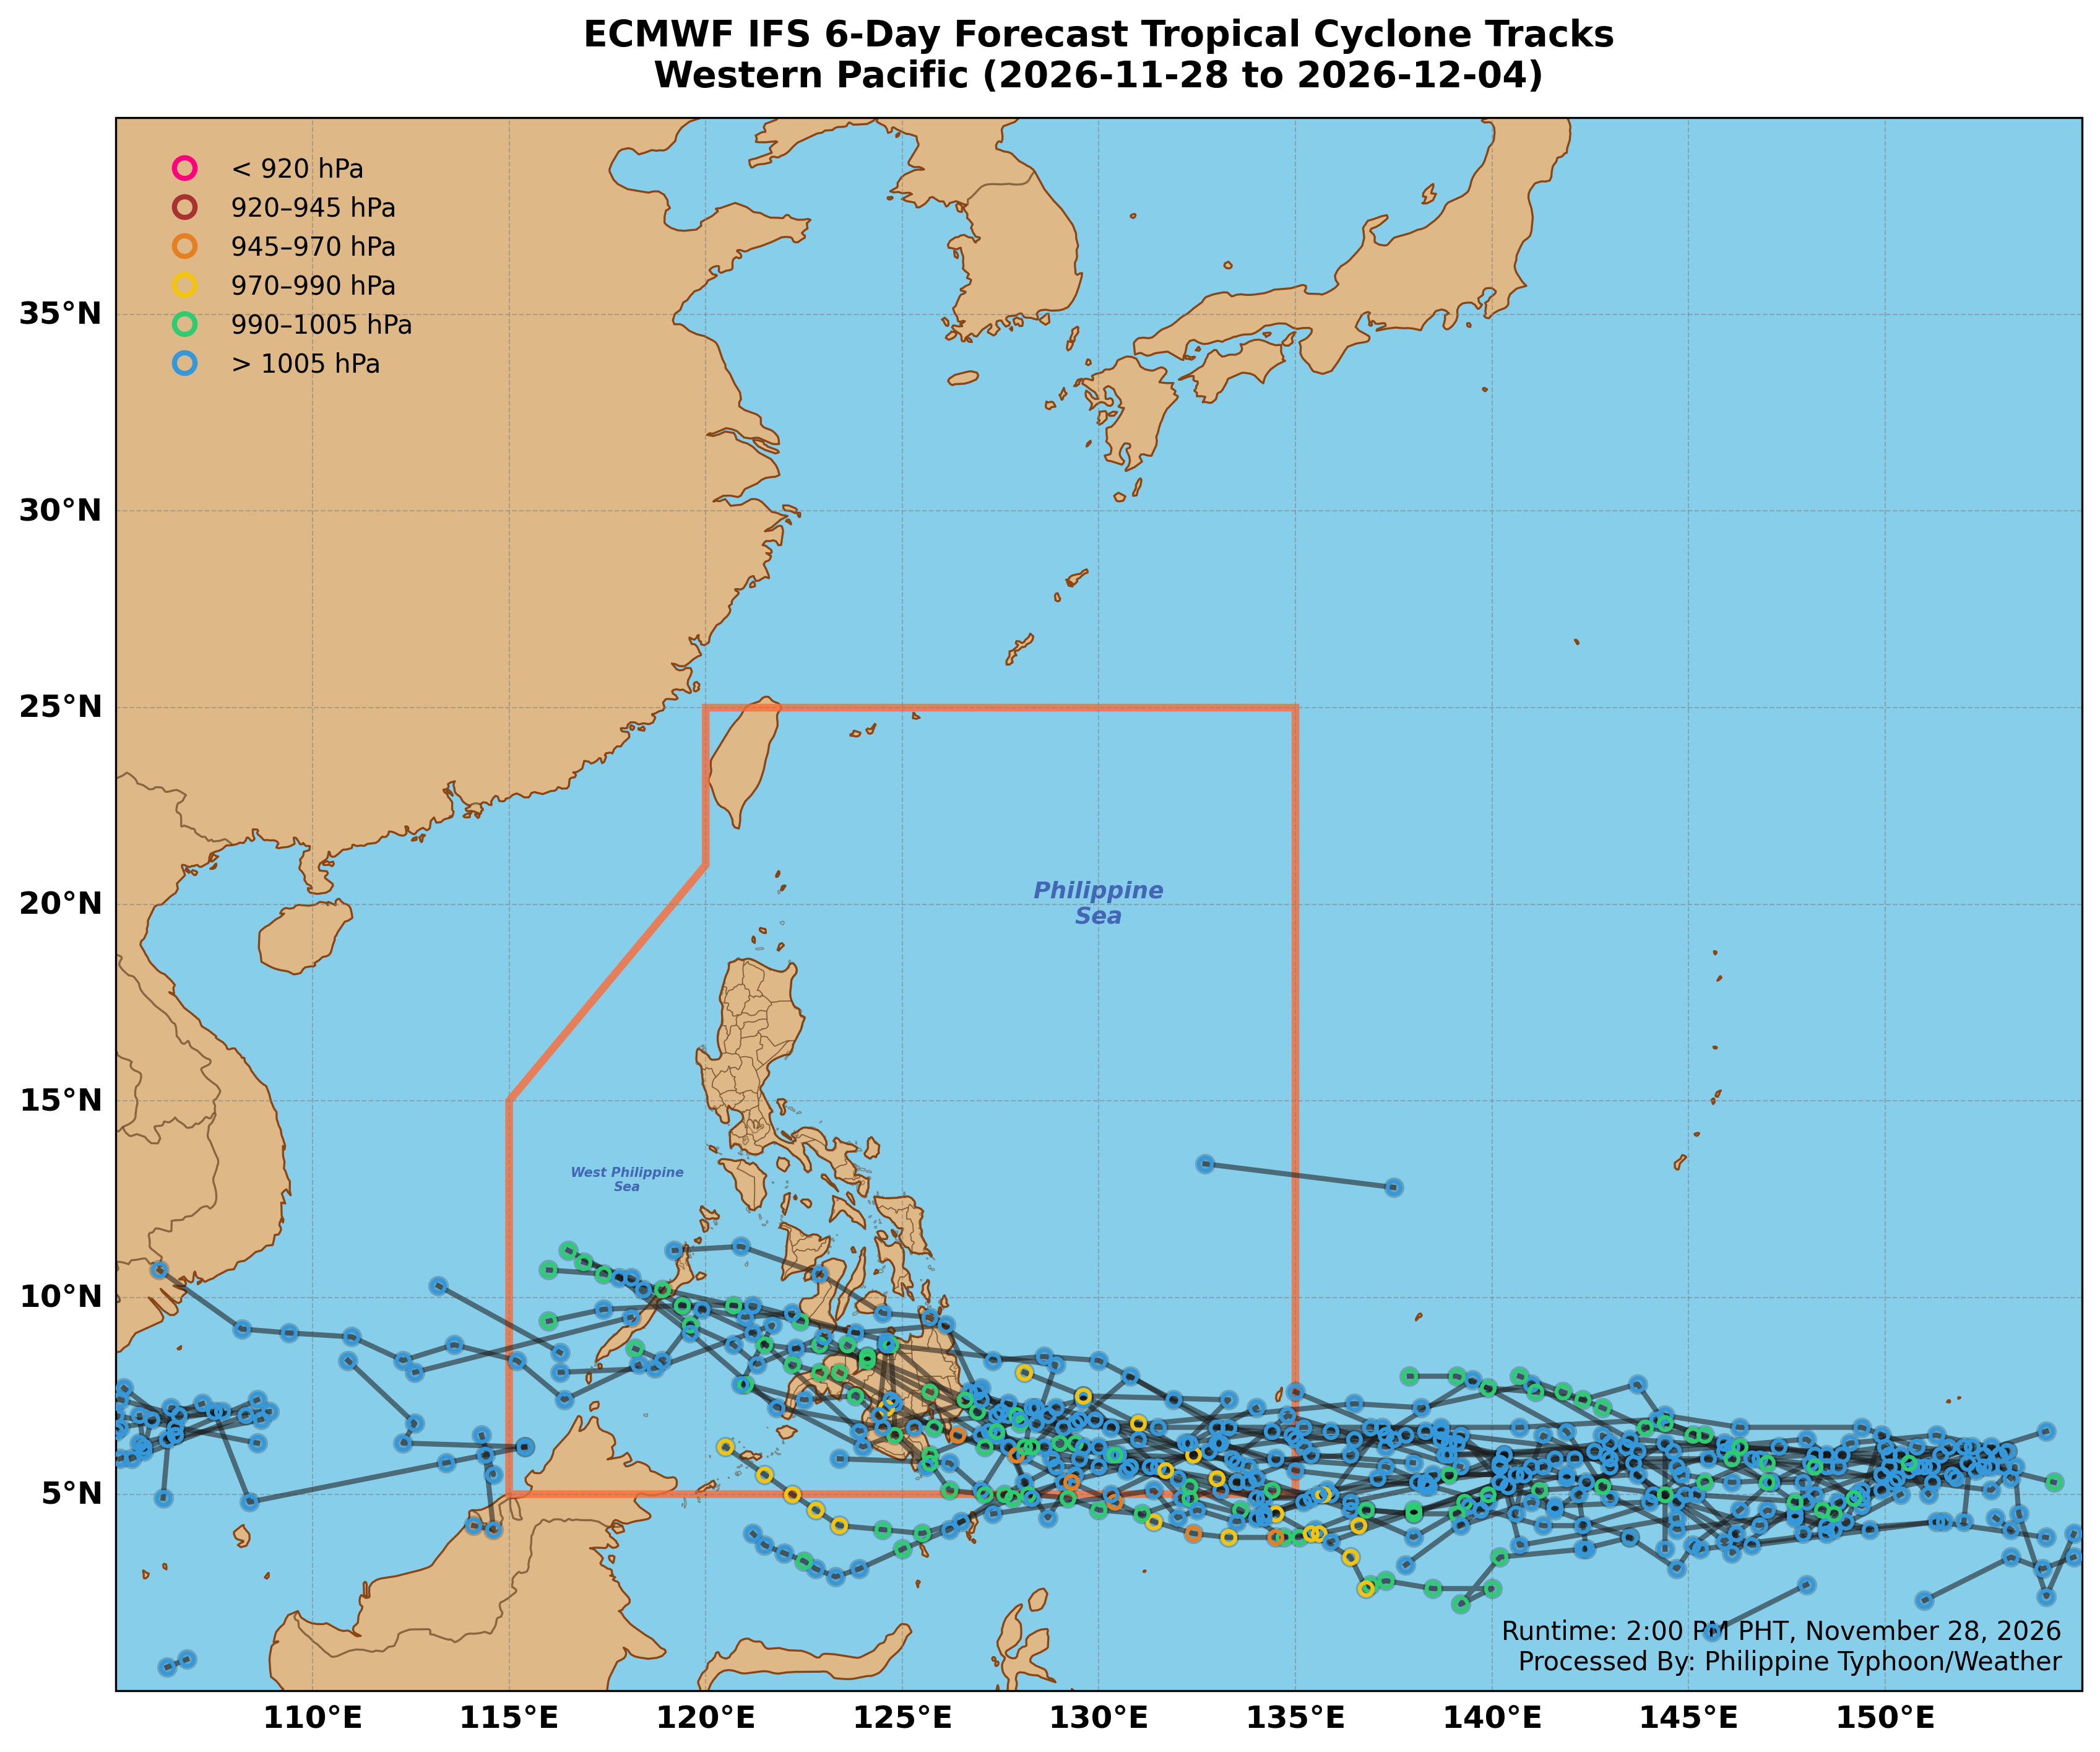 ECMWF IFS 6-Day Forecast Tropical Cyclone Tracks
Western Pacific (2026-11-28 to 2026-12-04)
< 920 hPa
920–945 hPa
945–970 hPa
970–990 hPa
990–1005 hPa
> 1005 hPa
35°N
30°N
25°N
20°N
15°N
10°N
5°N
Philippine
Sea
West Philippine
Sea
Runtime: 2:00 PM PHT, November 28, 2026
Processed By: Philippine Typhoon/Weather
110°E
115°E
120°E
125°E
130°E
135°E
140°E
145°E
150°E